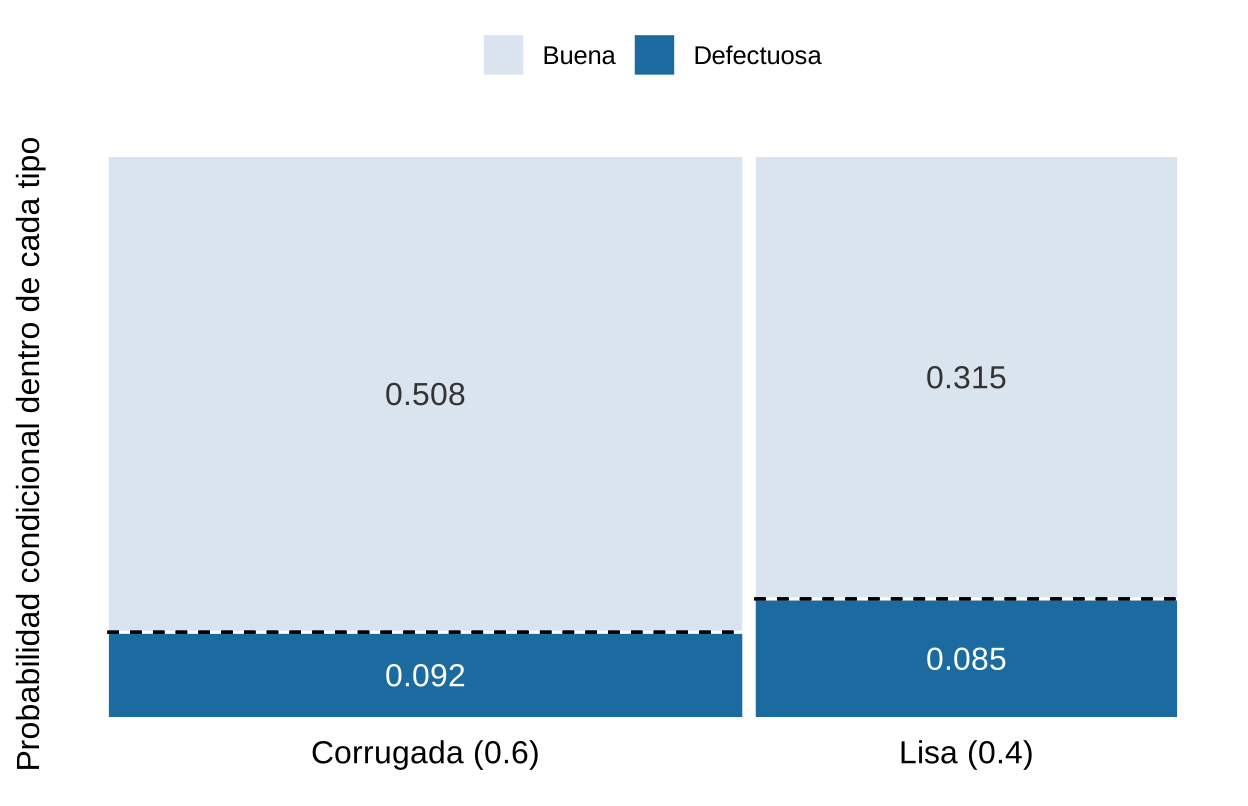 Buena Defectuosa
Probabilidad condicional dentro de cada tipo
0.508
0.315
0.092
0.085
Corrugada (0.6)
Lisa (0.4)